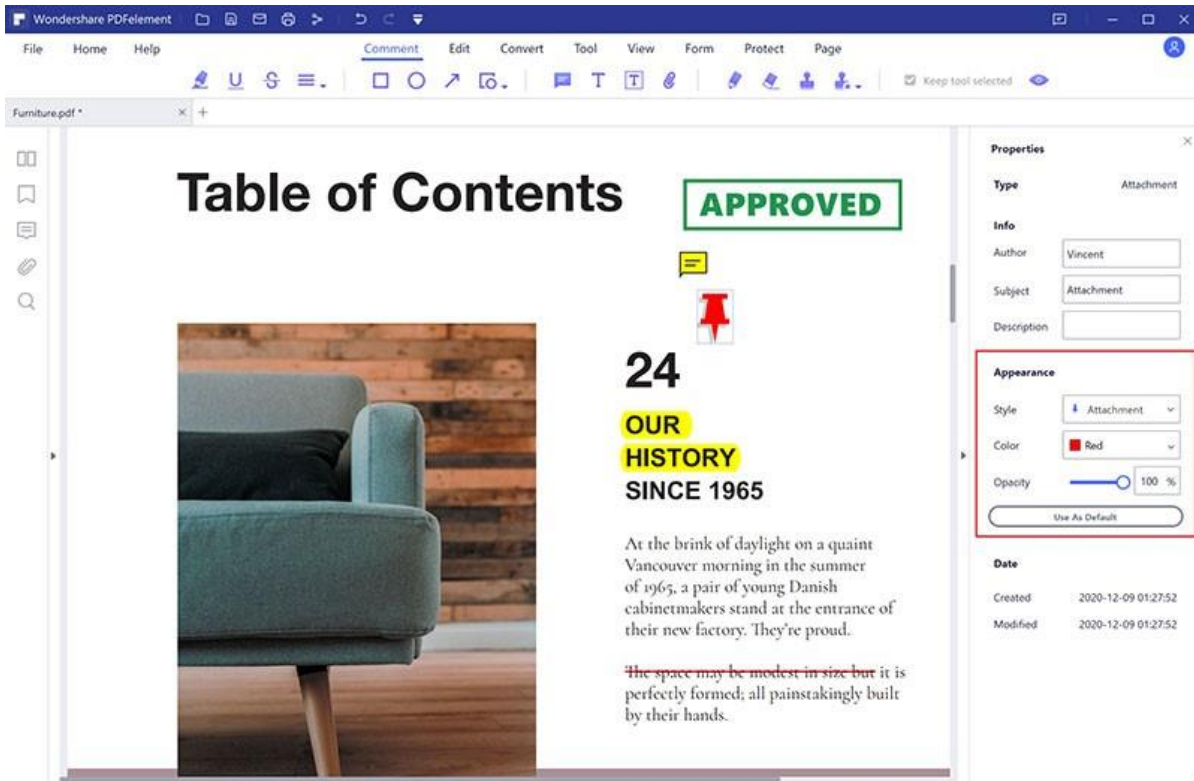 Wondershare PDFelement
File Home Help Comment Edit Convert Tool View Form Protect Page
U S T T Keep tool selected
Furniture.pdf *
Table of Contents
APPROVED
24
OUR
HISTORY
SINCE 1965
At the brink of daylight on a quaint
Vancouver morning in the summer
of 1965, a pair of young Danish
cabinetmakers stand at the entrance of
their new factory. They're proud.
The space may be modest in size but it is
perfectly formed; all painstakingly built
by their hands.
Properties
Type Attachment
Info
Author Vincent
Subject Attachment
Description
Appearance
Style Attachment
Color Red
Opacity 100 %
Use As Default
Date
Created 2020-12-09 01:27:52
Modified 2020-12-09 01:27:52